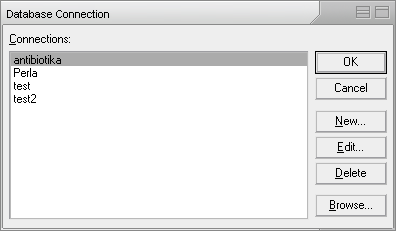 Database Connection
Connections:
antibiotika
Perla
test
test2
OK
Cancel
New...
Edit...
Delete
Browse...